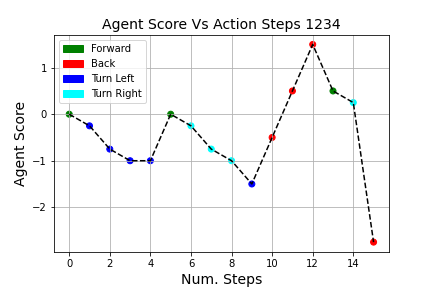 Agent Score Vs Action Steps 1234
Forward
Back
Turn Left
Turn Right
Agent Score
1
0
−1
−2
0 2 4 6 8 10 12 14
Num. Steps